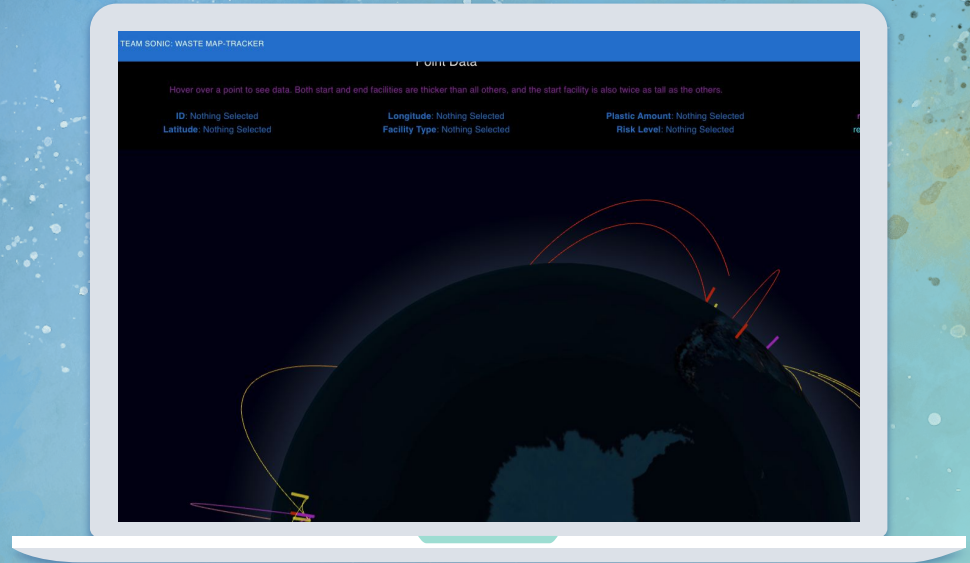 TEAM SONIC: WASTE MAP-TRACKER
Point Data
Hover over a point to see data. Both start and end facilities are thicker than all others, and the start facility is also twice as tall as the others.
ID: Nothing Selected Longitude: Nothing Selected Plastic Amount: Nothing Selected
Latitude: Nothing Selected Facility Type: Nothing Selected Risk Level: Nothing Selected re